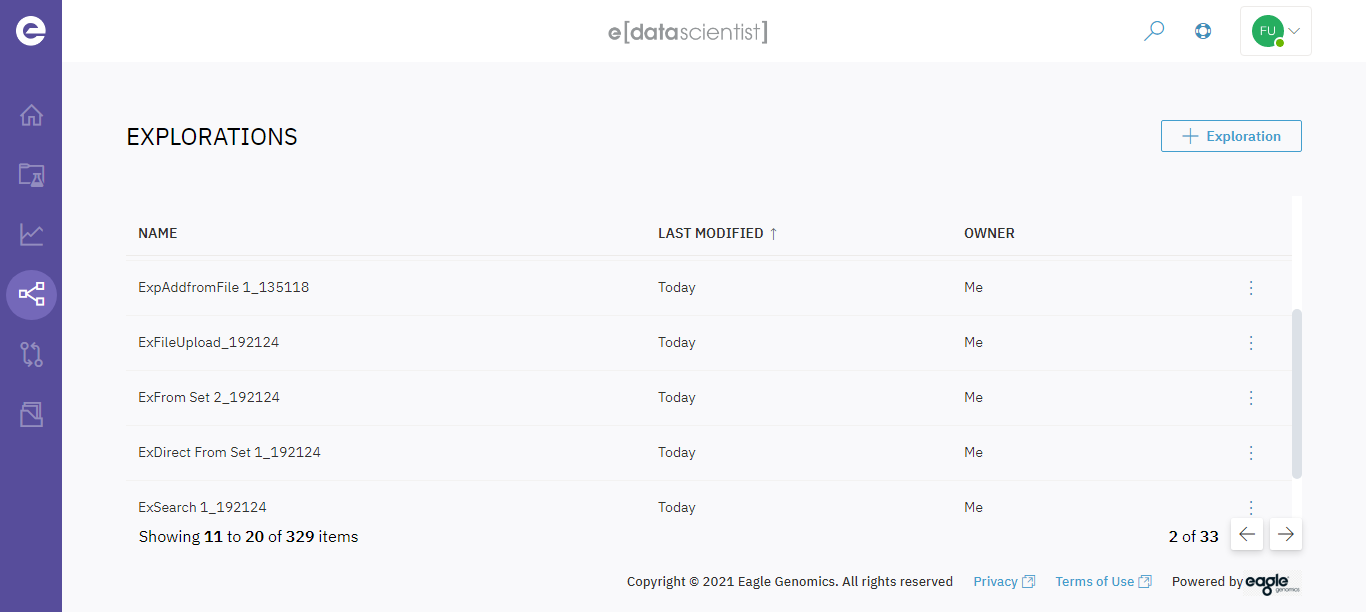 e[datascientist]
FU
EXPLORATIONS
Exploration
NAME LAST MODIFIED ↑ OWNER
ExpAddfromFile 1_135118 Today Me
ExFileUpload_192124 Today Me
ExFrom Set 2_192124 Today Me
ExDirect From Set 1_192124 Today Me
ExSearch 1_192124 Today Me
Showing 11 to 20 of 329 items 2 of 33
Copyright © 2021 Eagle Genomics. All rights reserved Privacy Terms of Use Powered by eagle genomics